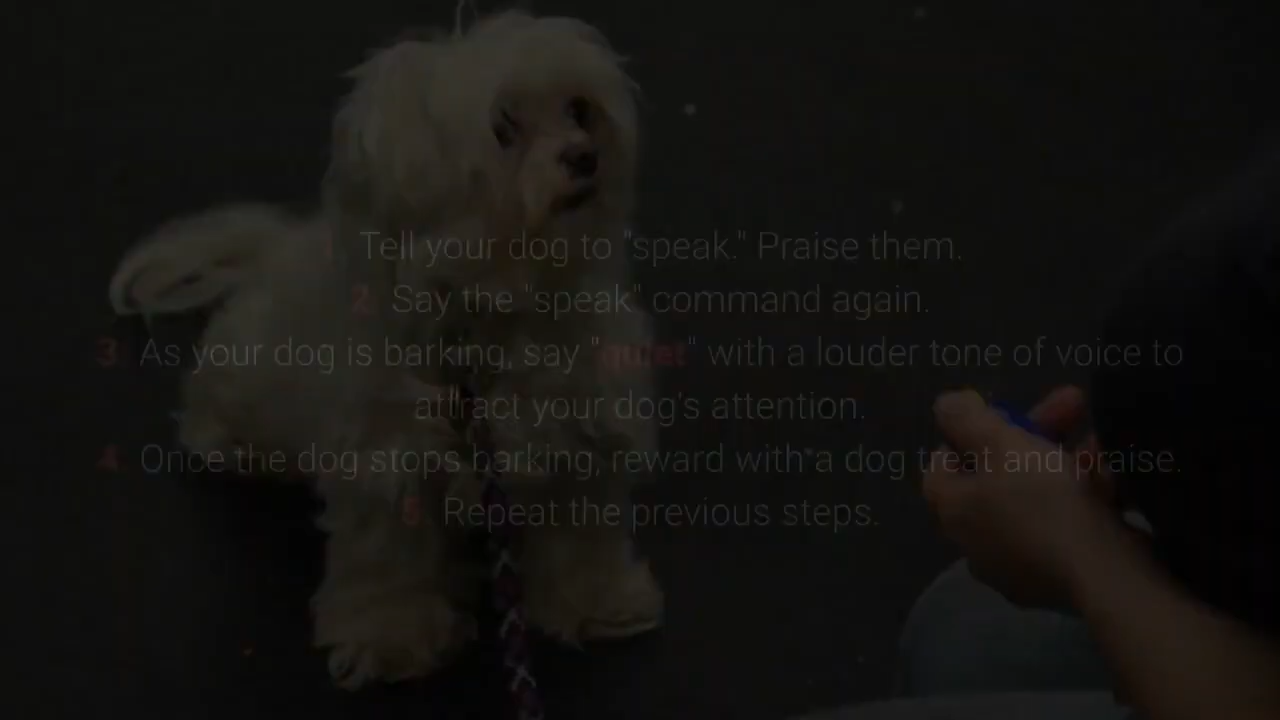 Tell your dog to "speak." Praise them.
2. Say the "speak" command again.
3. As your dog is barking, say "quiet" with a louder tone of voice to
attract your dog's attention.
4. Once the dog stops barking, reward with a dog treat and praise.
5. Repeat the previous steps.